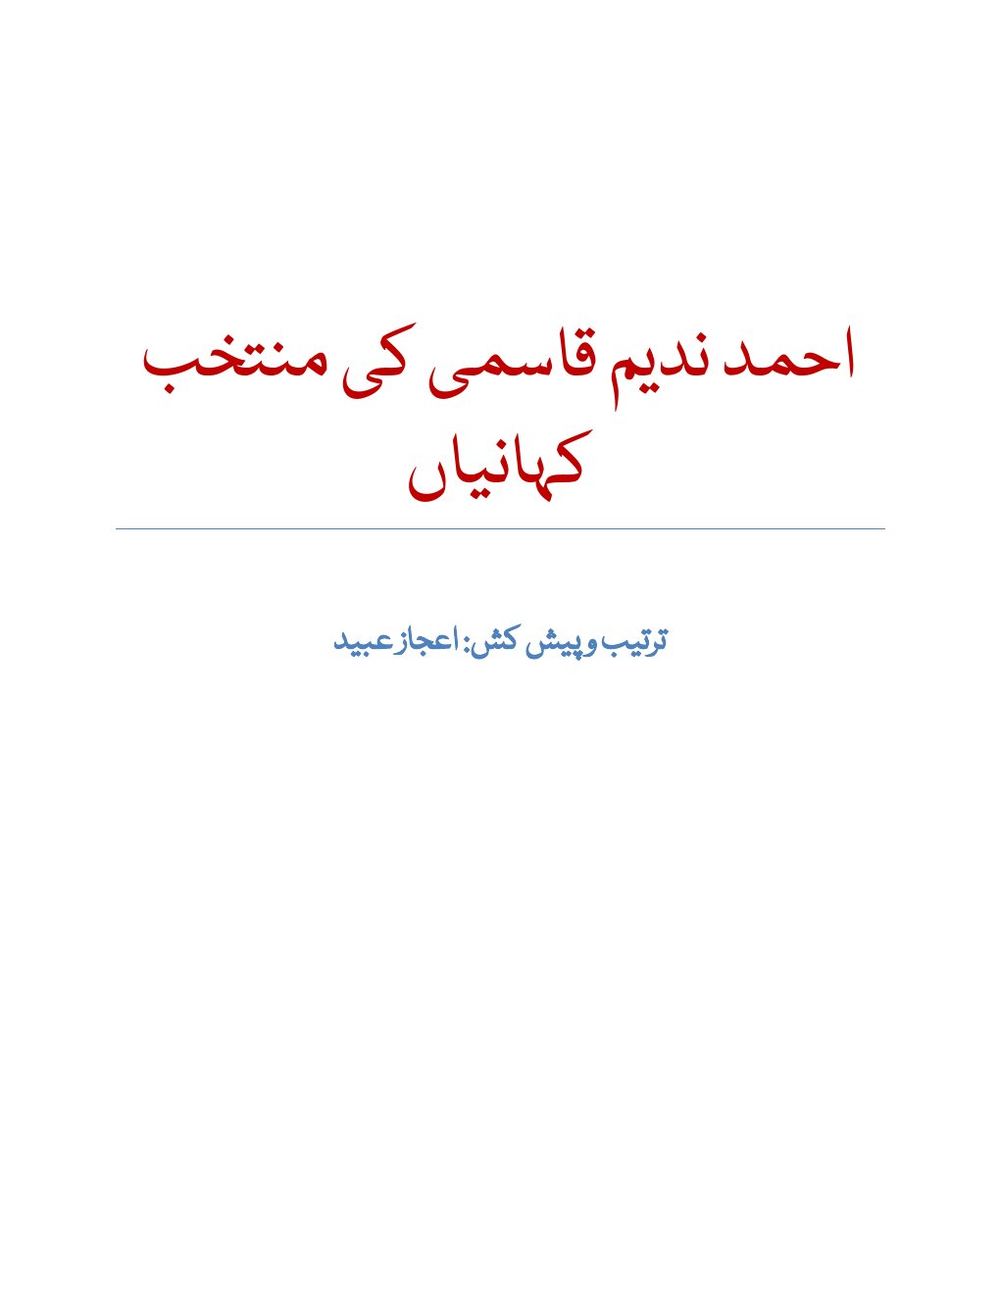 احمد ندیم قاسمی کی منتخب
کہانیاں
ترتیب و پیش کش: اعجاز عبید